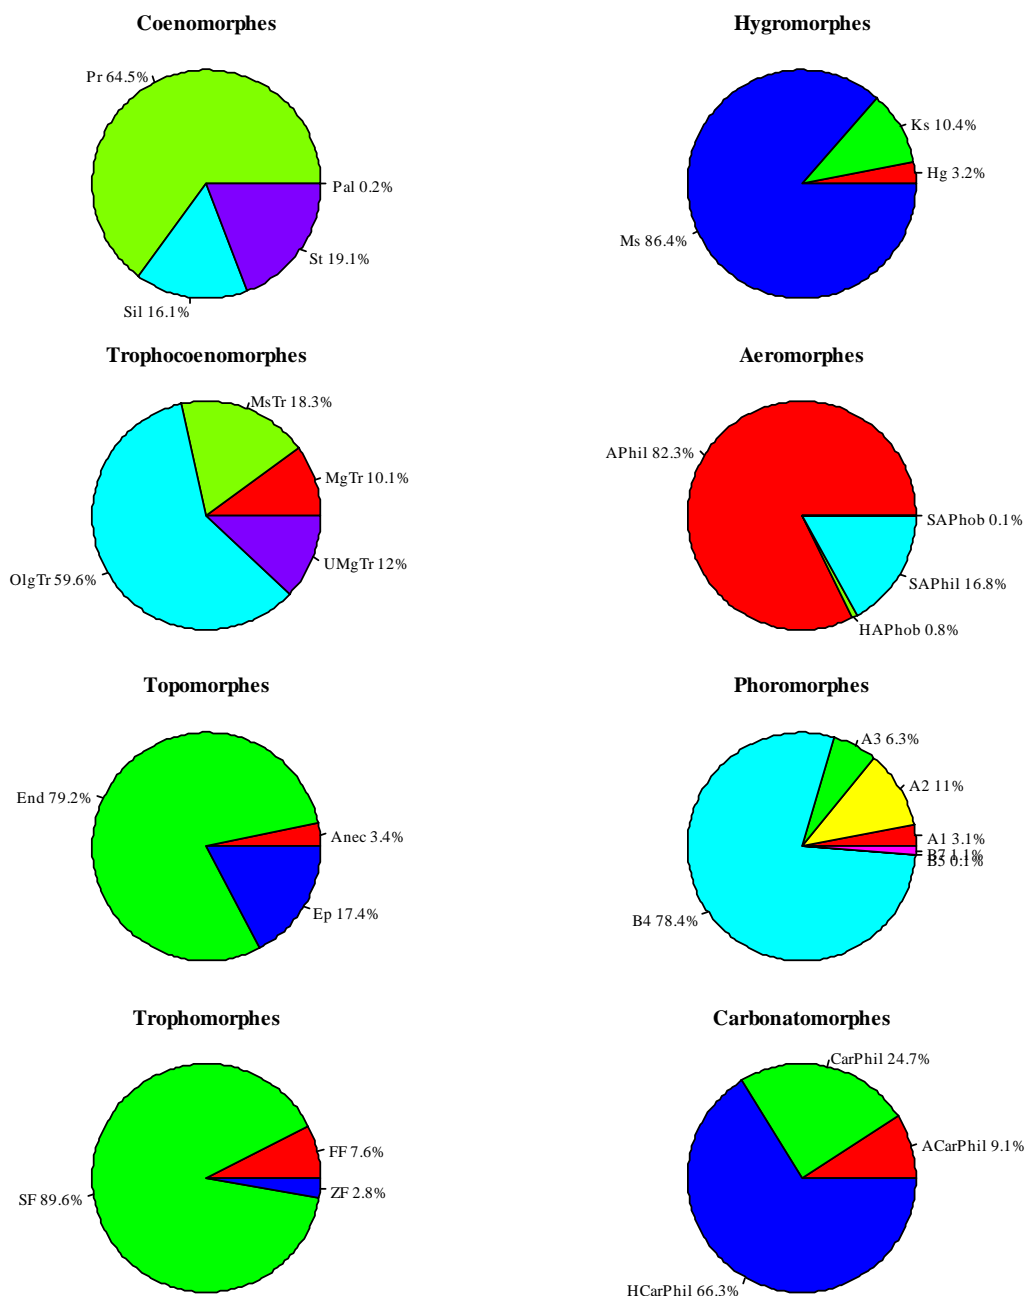 Coenomorphes
Pr 64.5%
Pal 0.2%
St 19.1%
Sil 16.1%
Hygromorphes
Ks 10.4%
Hg 3.2%
Ms 86.4%
Trophocoenomorphes
MsTr 18.3%
MgTr 10.1%
UMgTr 12%
OlgTr 59.6%
Aeromorphes
APhil 82.3%
SAPhob 0.1%
SAPhil 16.8%
HAPhob 0.8%
Topomorphes
End 79.2%
Anec 3.4%
Ep 17.4%
Phoromorphes
A3 6.3%
A2 11%
A1 3.1%
B7 1.1%
B5 0.1%
B4 78.4%
Trophomorphes
FF 7.6%
ZF 2.8%
SF 89.6%
Carbonatomorphes
CarPhil 24.7%
ACarPhil 9.1%
HCarPhil 66.3%